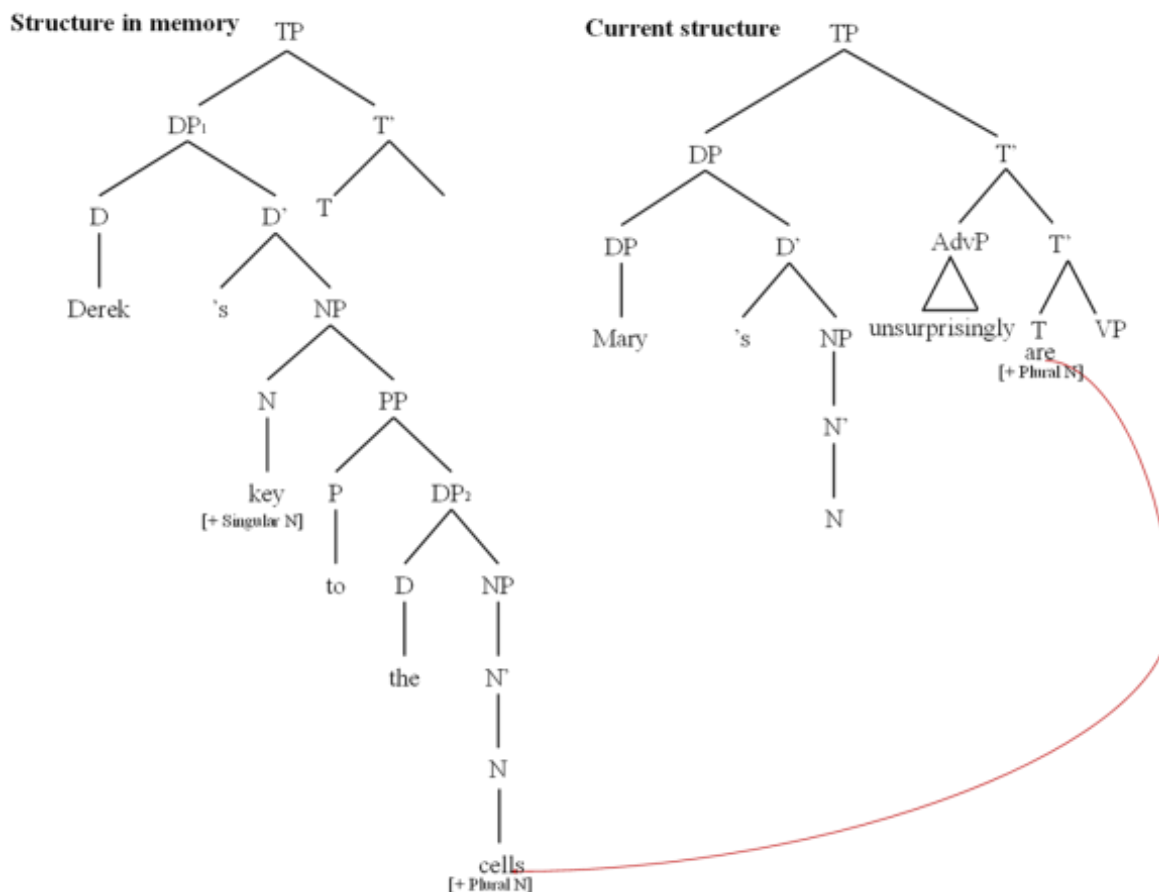 Structure in memory
TP
DP₁ T'
D D' T
Derek 's NP
N PP
key P DP₂
[+ Singular N]
to D NP
the N'
N
cells
[+ Plural N]
Current structure
TP
DP T'
DP D' AdvP T'
Mary 's NP unsurprisingly T VP
are
[+ Plural N]
N'
N